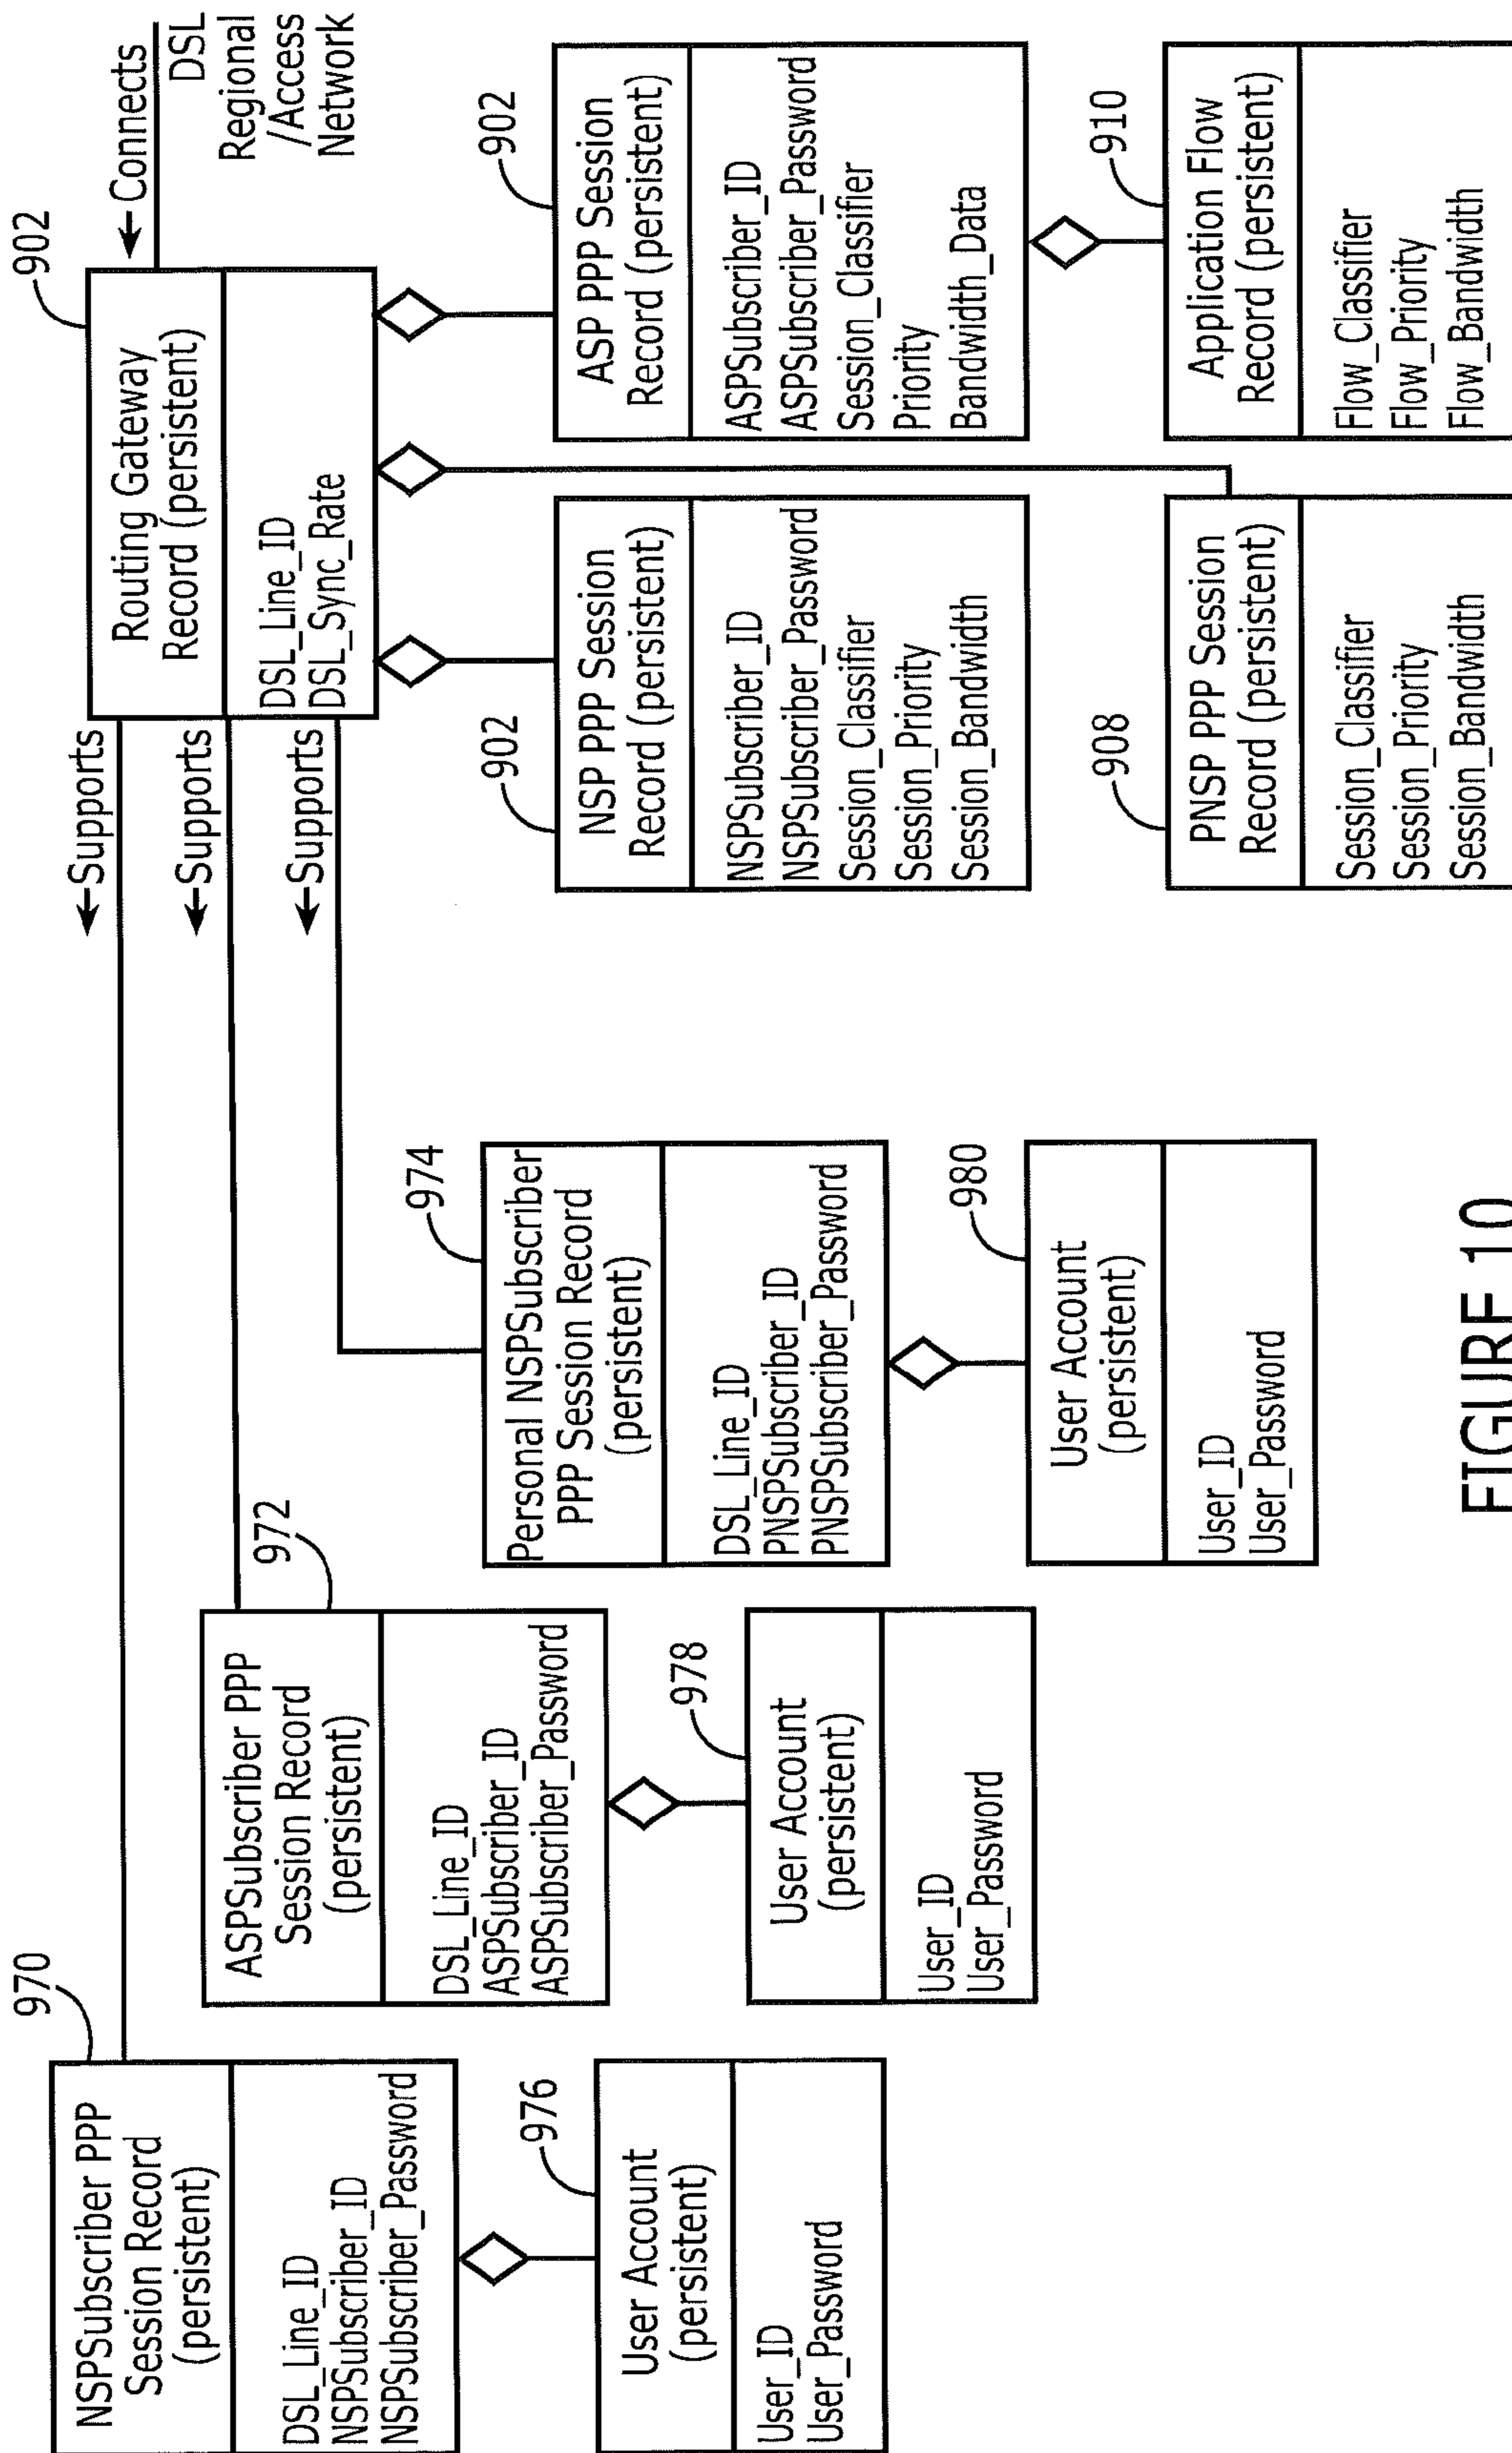 970
NSPSubscriber PPP
Session Record
(persistent)
DSL_Line_ID
NSPSubscriber_ID
NSPSubscriber_Password
976
User Account
(persistent)
User_ID
User_Password
972
ASPSubscriber PPP
Session Record
(persistent)
DSL_Line_ID
ASPSubscriber_ID
ASPSubscriber_Password
978
User Account
(persistent)
User_ID
User_Password
974
Personal NSPSubscriber
PPP Session Record
(persistent)
DSL_Line_ID
PNSPSubscriber_ID
PNSPSubscriber_Password
980
User Account
(persistent)
User_ID
User_Password
Supports
Supports
Supports
902
Routing Gateway
Record (persistent)
DSL_Line_ID
DSL_Sync_Rate
Connects
DSL
Regional
/Access
Network
902
NSP PPP Session
Record (persistent)
NSPSubscriber_ID
NSPSubscriber_Password
Session_Classifier
Session_Priority
Session_Bandwidth
902
ASP PPP Session
Record (persistent)
ASPSubscriber_ID
ASPSubscriber_Password
Session_Classifier
Priority
Bandwidth_Data
908
PNSP PPP Session
Record (persistent)
Session_Classifier
Session_Priority
Session_Bandwidth
910
Application Flow
Record (persistent)
Flow_Classifier
Flow_Priority
Flow_Bandwidth
FIGURE 10